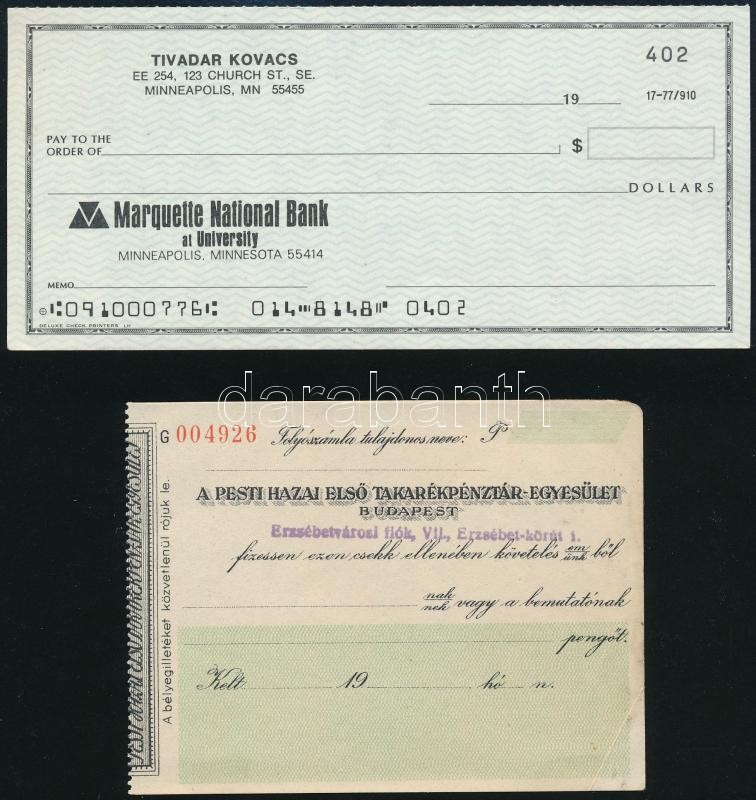 TIVADAR KOVACS
EE 254, 123 CHURCH ST., SE.
MINNEAPOLIS, MN 55455
402
19
17-77/910
PAY TO THE
ORDER OF
$
DOLLARS
Marquette National Bank
at University
MINNEAPOLIS, MINNESOTA 55414
MEMO
⑆091000776⑆ 014⑉8148⑈ 0402
DELUXE CHECK PRINTERS LH
darabanth
G 004926 Folyószámla tulajdonos neve: P
A PESTI HAZAI ELSŐ TAKARÉKPÉNZTÁR-EGYESÜLET
BUDAPEST
Erzsébetvárosi fiók, VII., Erzsébet-körút 1.
fizessen ezen csekk ellenében követelés em/ünk ből
nak/nek vagy a bemutatónak
pengőt.
Kelt 19 hó n.
A bélyegilletéket közvetlenül rójuk le.